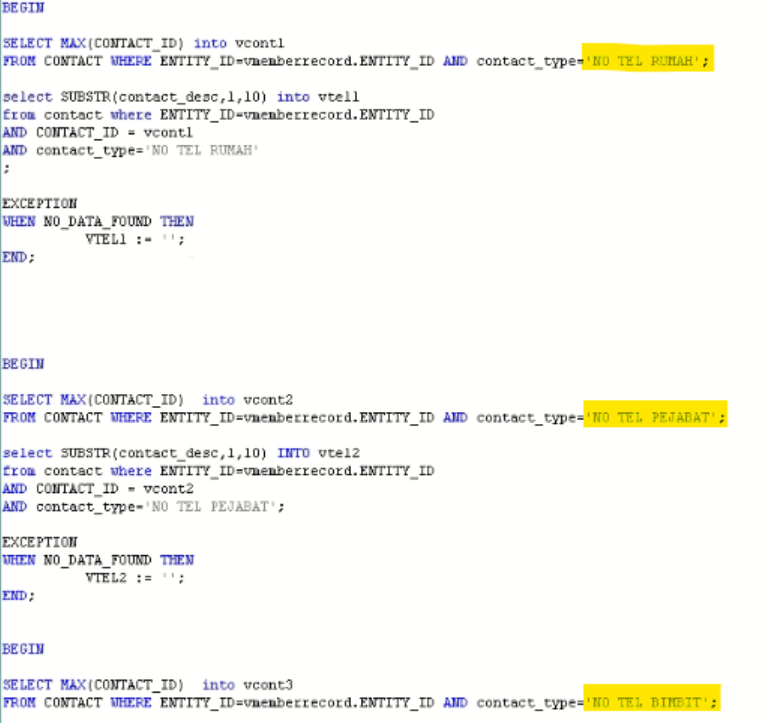 BEGIN
SELECT MAX(CONTACT_ID) into vcont1
FROM CONTACT WHERE ENTITY_ID=vmemberrecord.ENTITY_ID AND contact_type='NO TEL RUMAH';
select SUBSTR(contact_desc,1,10) into vtel1
from contact where ENTITY_ID=vmemberrecord.ENTITY_ID
AND CONTACT_ID = vcont1
AND contact_type='NO TEL RUMAH'
;
EXCEPTION
WHEN NO_DATA_FOUND THEN
VTEL1 := '';
END;
BEGIN
SELECT MAX(CONTACT_ID) into vcont2
FROM CONTACT WHERE ENTITY_ID=vmemberrecord.ENTITY_ID AND contact_type='NO TEL PEJABAT';
select SUBSTR(contact_desc,1,10) INTO vtel2
from contact where ENTITY_ID=vmemberrecord.ENTITY_ID
AND CONTACT_ID = vcont2
AND contact_type='NO TEL PEJABAT';
EXCEPTION
WHEN NO_DATA_FOUND THEN
VTEL2 := '';
END;
BEGIN
SELECT MAX(CONTACT_ID) into vcont3
FROM CONTACT WHERE ENTITY_ID=vmemberrecord.ENTITY_ID AND contact_type='NO TEL BIMBIT';